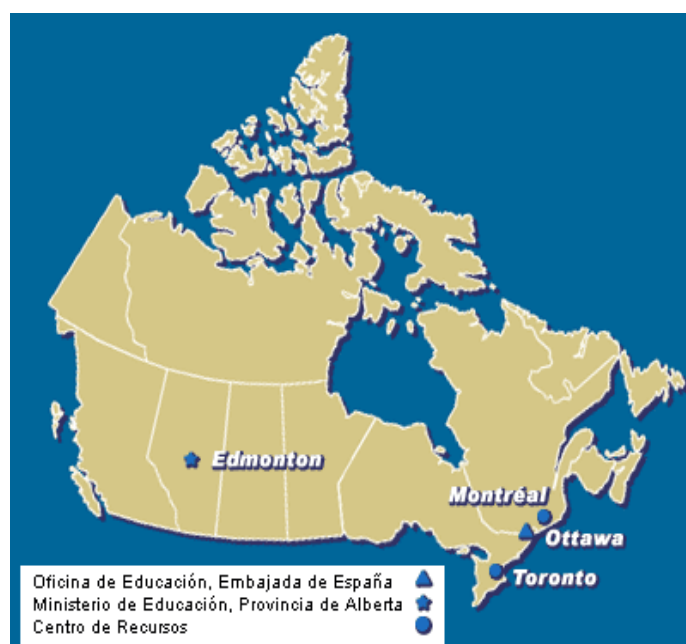 Edmonton
Montréal
Ottawa
Toronto
Oficina de Educación, Embajada de España
Ministerio de Educación, Provincia de Alberta
Centro de Recursos